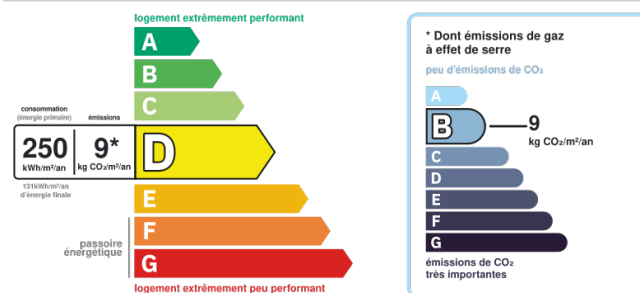 logement extrêmement performant
A
B
C
consommation
(énergie primaire)
émissions
250
kWh/m²/an
9*
kg CO₂/m²/an
D
131kWh/m²/an
d'énergie finale
E
F
G
passoire
énergétique
logement extrêmement peu performant
* Dont émissions de gaz
à effet de serre
peu d'émissions de CO₂
A
B
9
kg CO₂/m²/an
C
D
E
F
G
émissions de CO₂
très importantes